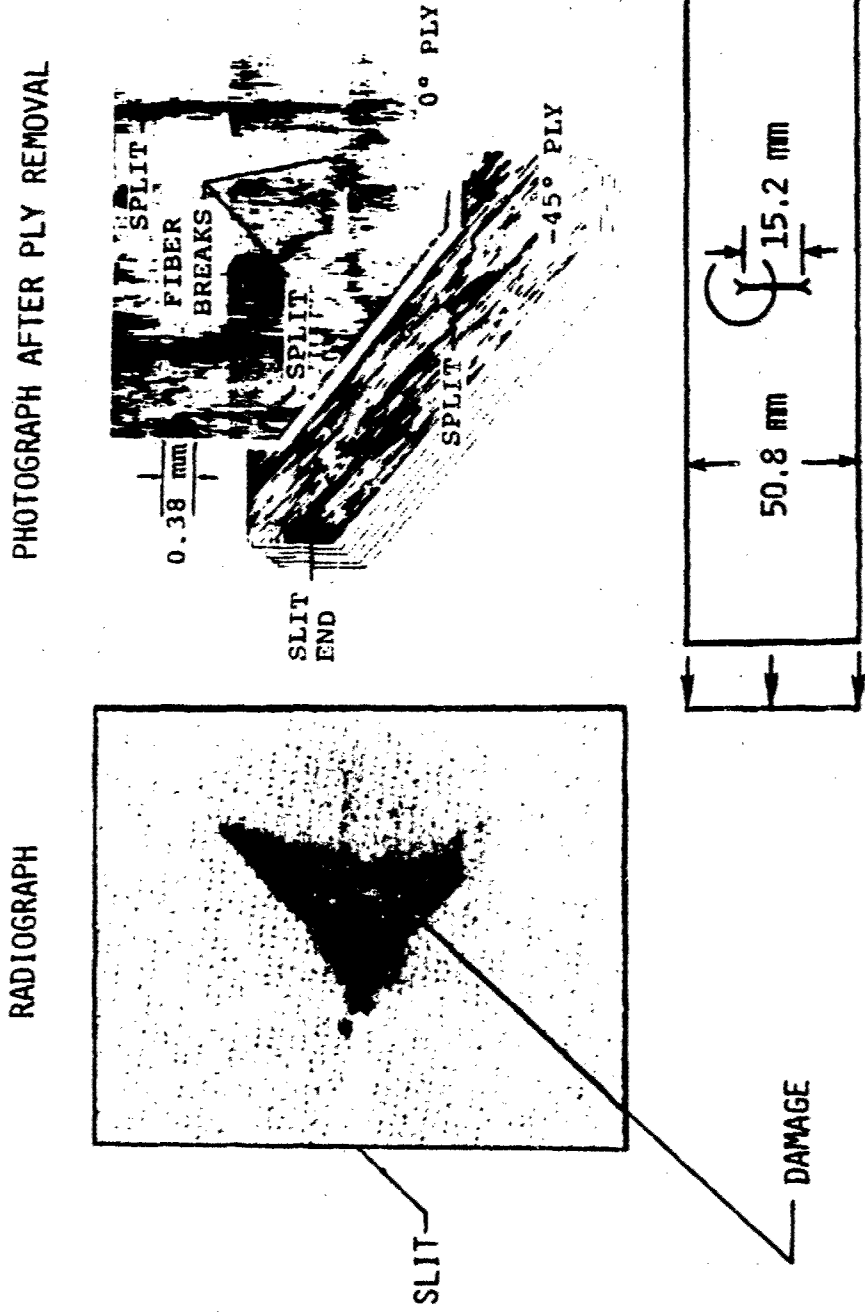 RADIOGRAPH
SLIT
DAMAGE
PHOTOGRAPH AFTER PLY REMOVAL
0.38 mm
SPLIT
FIBER
BREAKS
SPLIT
0° PLY
SLIT
END
SPLIT
-45° PLY
50.8 mm
15.2 mm